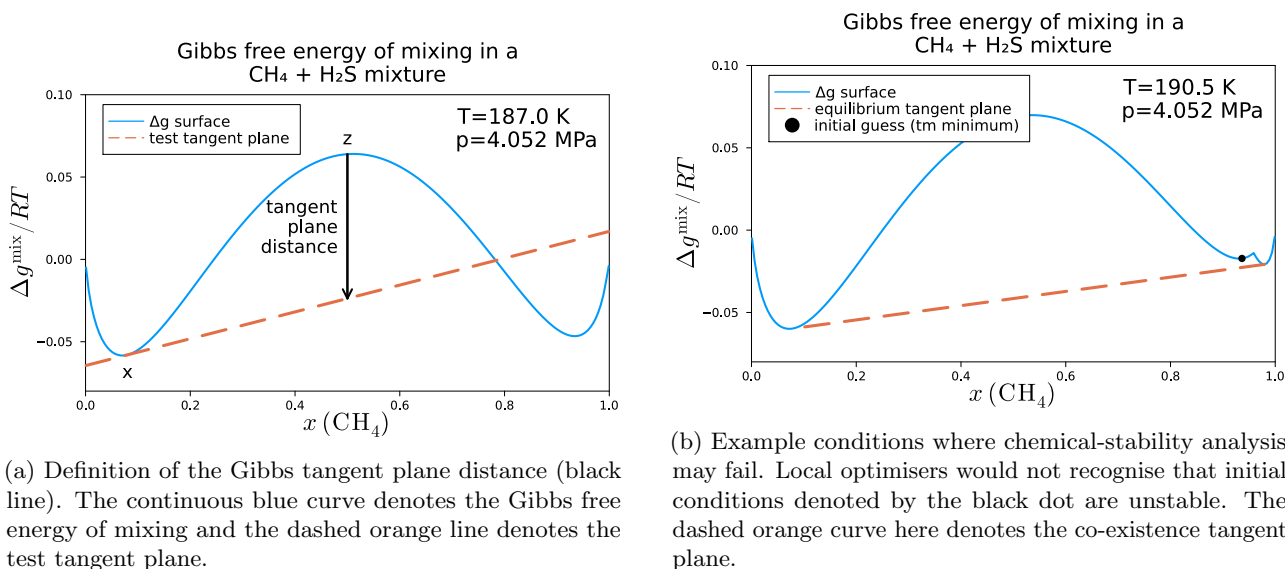 Gibbs free energy of mixing in a
CH₄ + H₂S mixture
0.10
0.05
0.00
−0.05
Δg^mix/RT
Δg surface
test tangent plane
T=187.0 K
p=4.052 MPa
z
tangent
plane
distance
x
0.0 0.2 0.4 0.6 0.8 1.0
x (CH₄)
(a) Definition of the Gibbs tangent plane distance (black
line). The continuous blue curve denotes the Gibbs free
energy of mixing and the dashed orange line denotes the
test tangent plane.
Gibbs free energy of mixing in a
CH₄ + H₂S mixture
0.10
0.05
0.00
−0.05
Δg^mix/RT
Δg surface
equilibrium tangent plane
initial guess (tm minimum)
T=190.5 K
p=4.052 MPa
0.0 0.2 0.4 0.6 0.8 1.0
x (CH₄)
(b) Example conditions where chemical-stability analysis
may fail. Local optimisers would not recognise that initial
conditions denoted by the black dot are unstable. The
dashed orange curve here denotes the co-existence tangent
plane.